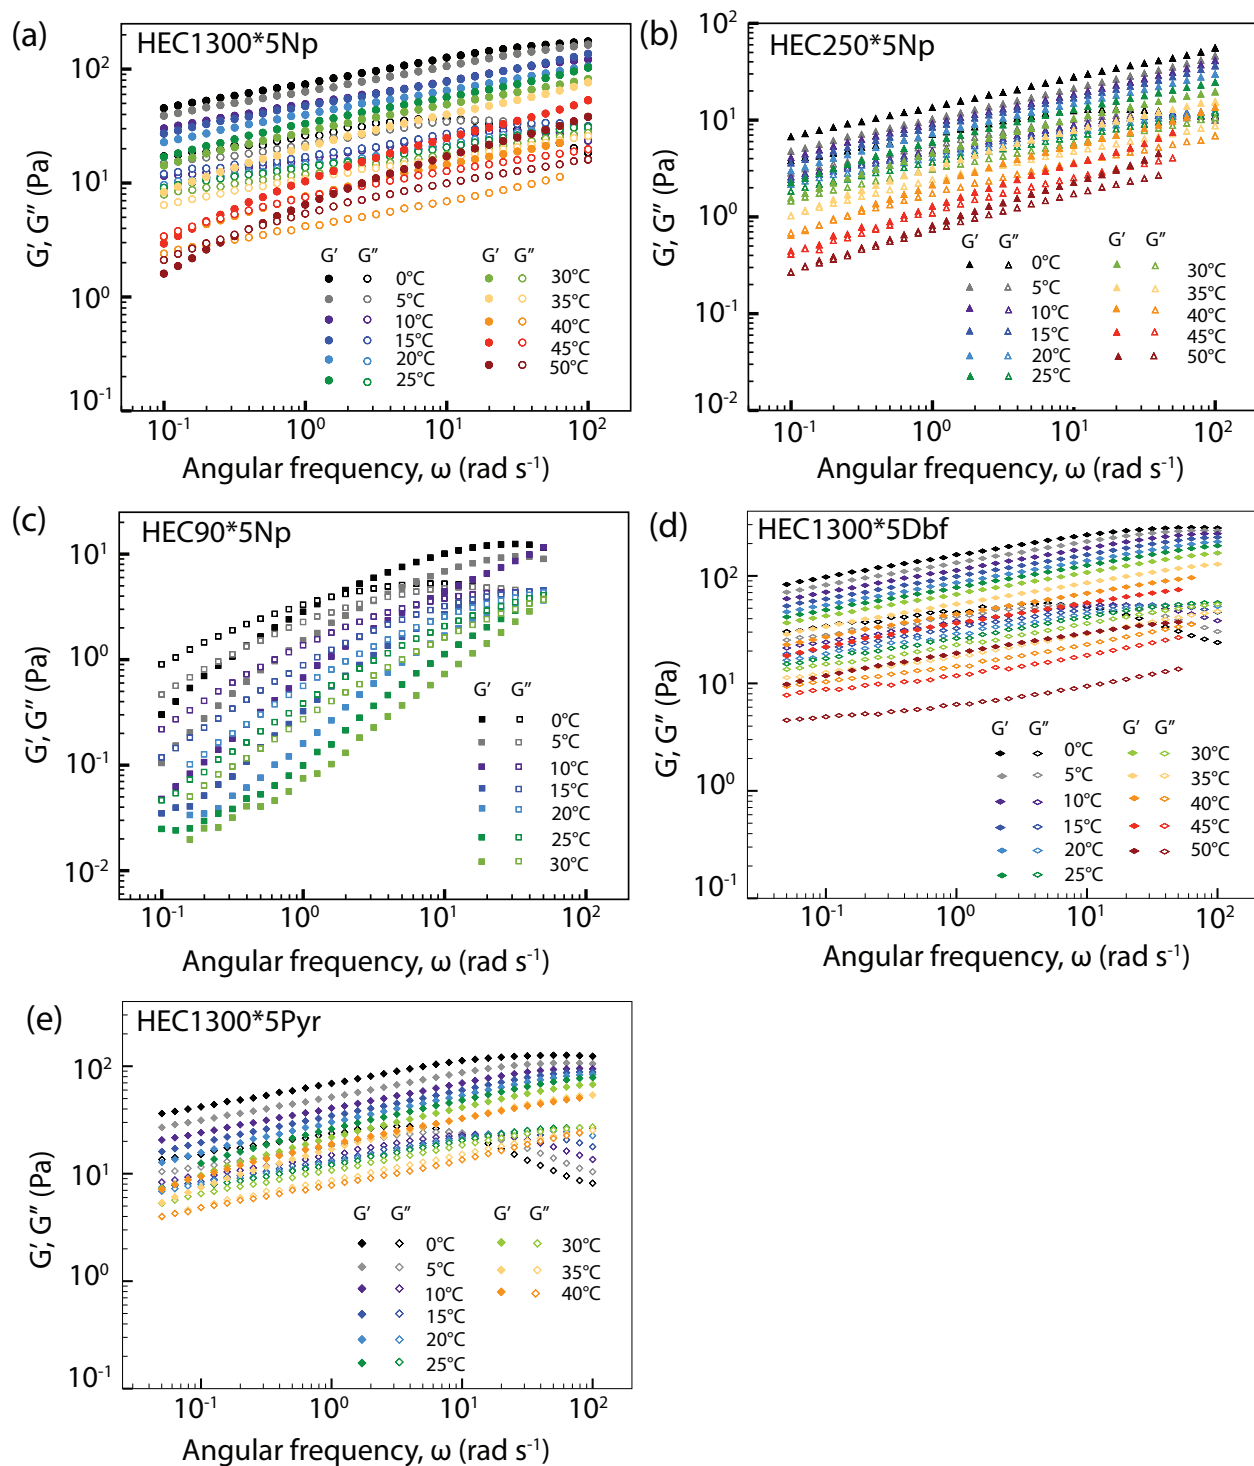 (a)
HEC1300*5Np
10²
10¹
10⁰
10⁻¹
G′, G″ (Pa)
G′ G″
0°C
5°C
10°C
15°C
20°C
25°C
G′ G″
30°C
35°C
40°C
45°C
50°C
10⁻¹ 10⁰ 10¹ 10²
Angular frequency, ω (rad s⁻¹)
(b)
HEC250*5Np
10²
10¹
10⁰
10⁻¹
10⁻²
G′, G″ (Pa)
G′ G″
0°C
5°C
10°C
15°C
20°C
25°C
G′ G″
30°C
35°C
40°C
45°C
50°C
10⁻¹ 10⁰ 10¹ 10²
Angular frequency, ω (rad s⁻¹)
(c)
HEC90*5Np
10¹
10⁰
10⁻¹
10⁻²
G′, G″ (Pa)
G′ G″
0°C
5°C
10°C
15°C
20°C
25°C
30°C
10⁻¹ 10⁰ 10¹ 10²
Angular frequency, ω (rad s⁻¹)
(d)
HEC1300*5Dbf
10²
10¹
10⁰
10⁻¹
G′, G″ (Pa)
G′ G″
0°C
5°C
10°C
15°C
20°C
25°C
G′ G″
30°C
35°C
40°C
45°C
50°C
10⁻¹ 10⁰ 10¹ 10²
Angular frequency, ω (rad s⁻¹)
(e)
HEC1300*5Pyr
10²
10¹
10⁰
10⁻¹
G′, G″ (Pa)
G′ G″
0°C
5°C
10°C
15°C
20°C
25°C
G′ G″
30°C
35°C
40°C
10⁻¹ 10⁰ 10¹ 10²
Angular frequency, ω (rad s⁻¹)